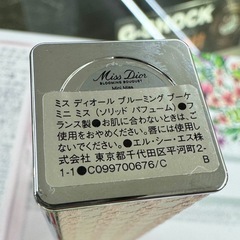 Miss Dior
BLOOMING BOUQUET
Mini Miss
ミス ディオール ブルーミング ブーケ
ミニ ミス（ソリッド パフューム）●フ
ランス製●お肌に合わないときは、ご
使用をおやめください。唇には使用し
ないでください。●エル・シー・エス株
式会社 東京都千代田区平河町2-
1-1●C099700676/C
B